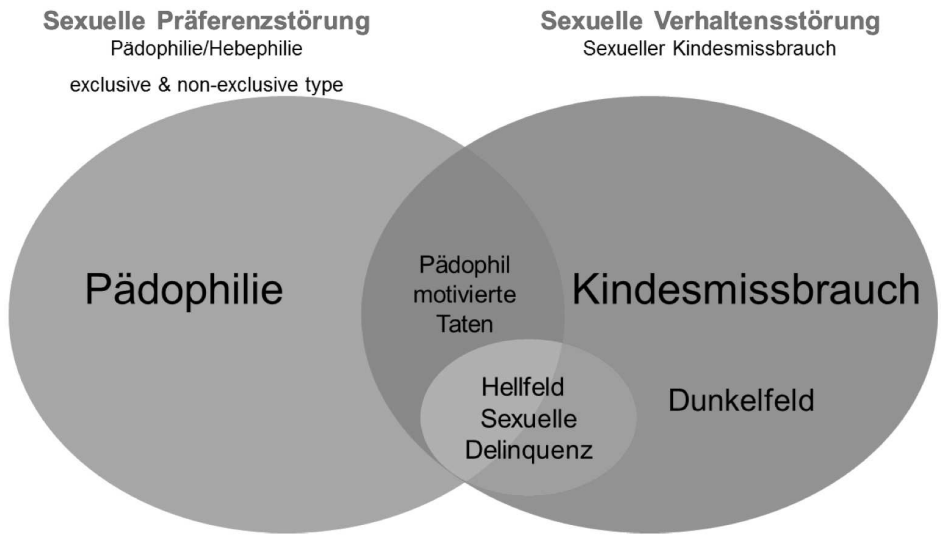 Sexuelle Präferenzstörung
Pädophilie/Hebephilie
exclusive & non-exclusive type
Sexuelle Verhaltensstörung
Sexueller Kindesmissbrauch
Pädophilie
Pädophil
motivierte
Taten
Kindesmissbrauch
Hellfeld
Sexuelle
Delinquenz
Dunkelfeld